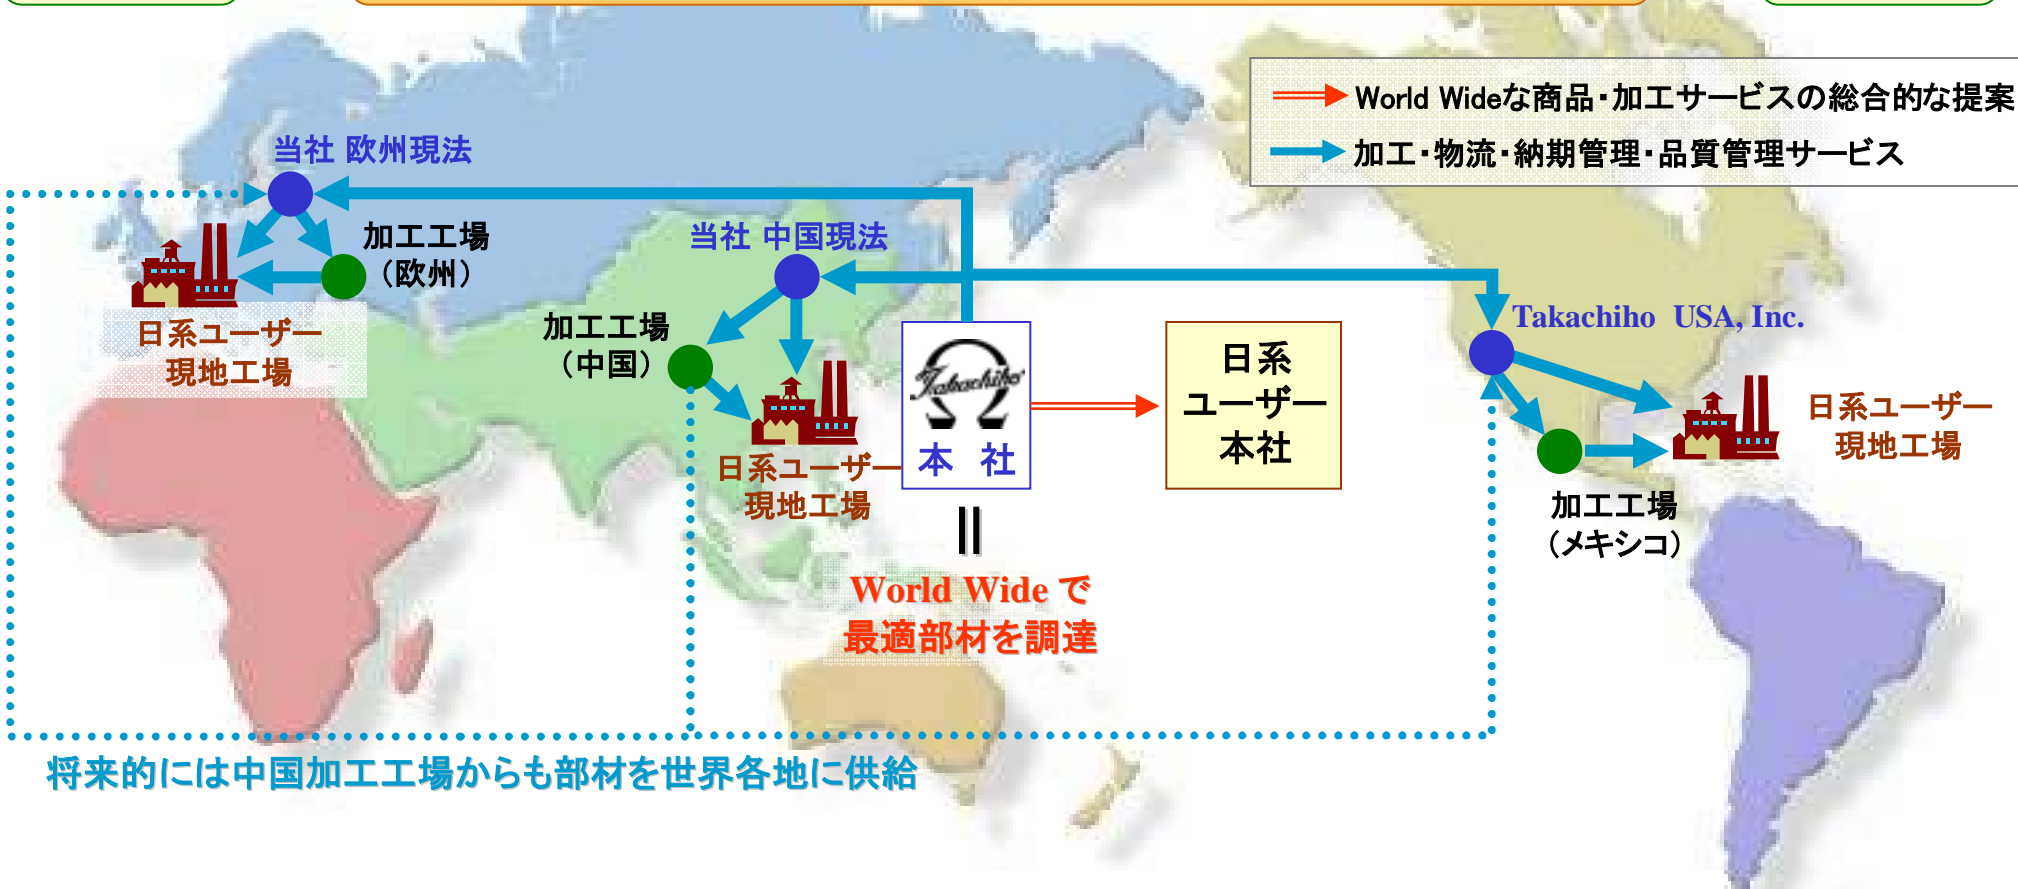 World Wideな商品・加工サービスの総合的な提案
加工・物流・納期管理・品質管理サービス
当社 欧州現法
加工工場
（欧州）
日系ユーザー
現地工場
当社 中国現法
加工工場
（中国）
日系ユーザー
現地工場
Takachiho
本 社
日系
ユーザー
本社
World Wide で
最適部材を調達
Takachiho USA, Inc.
日系ユーザー
現地工場
加工工場
（メキシコ）
将来的には中国加工工場からも部材を世界各地に供給